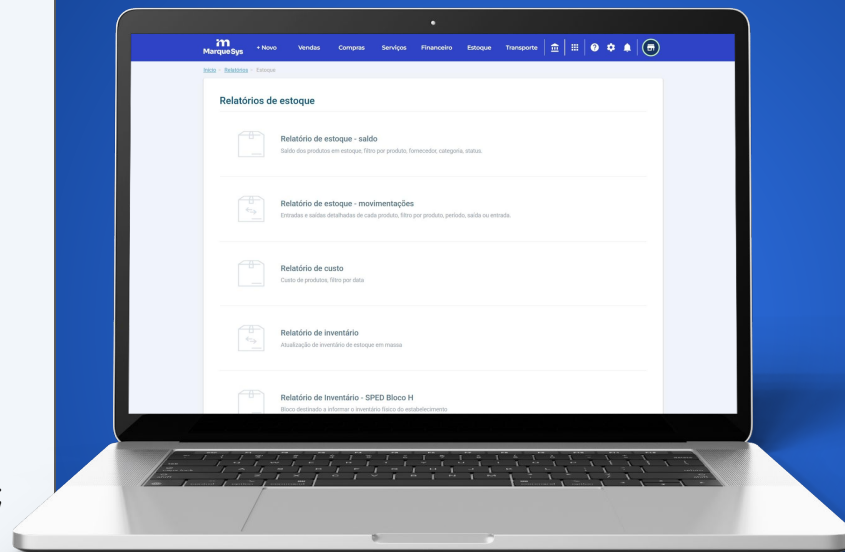 MarqueSys
+ Novo Vendas Compras Serviços Financeiro Estoque Transporte
Início > Relatórios > Estoque
Relatórios de estoque
Relatório de estoque - saldo
Saldo dos produtos em estoque, filtro por produto, fornecedor, categoria, status.
Relatório de estoque - movimentações
Entradas e saídas detalhadas de cada produto, filtro por produto, período, saída ou entrada.
Relatório de custo
Custo de produtos, filtro por data
Relatório de inventário
Atualização de inventário de estoque em massa
Relatório de Inventário - SPED Bloco H
Bloco destinado a informar o inventário físico do estabelecimento